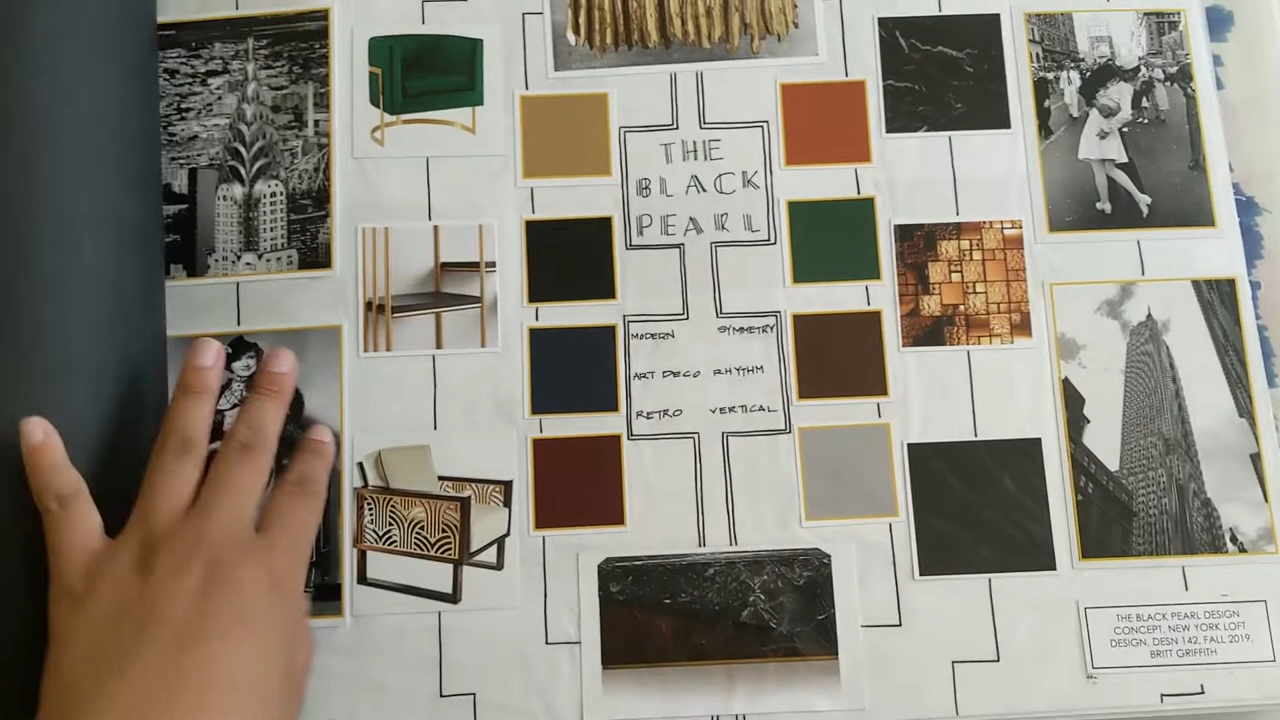 THE
BLACK
PEARL
MODERN SYMMETRY
ART DECO RHYTHM
RETRO VERTICAL
THE BLACK PEARL DESIGN
CONCEPT, NEW YORK LOFT
DESIGN, DESN 142, FALL 2019.
BRITT GRIFFITH